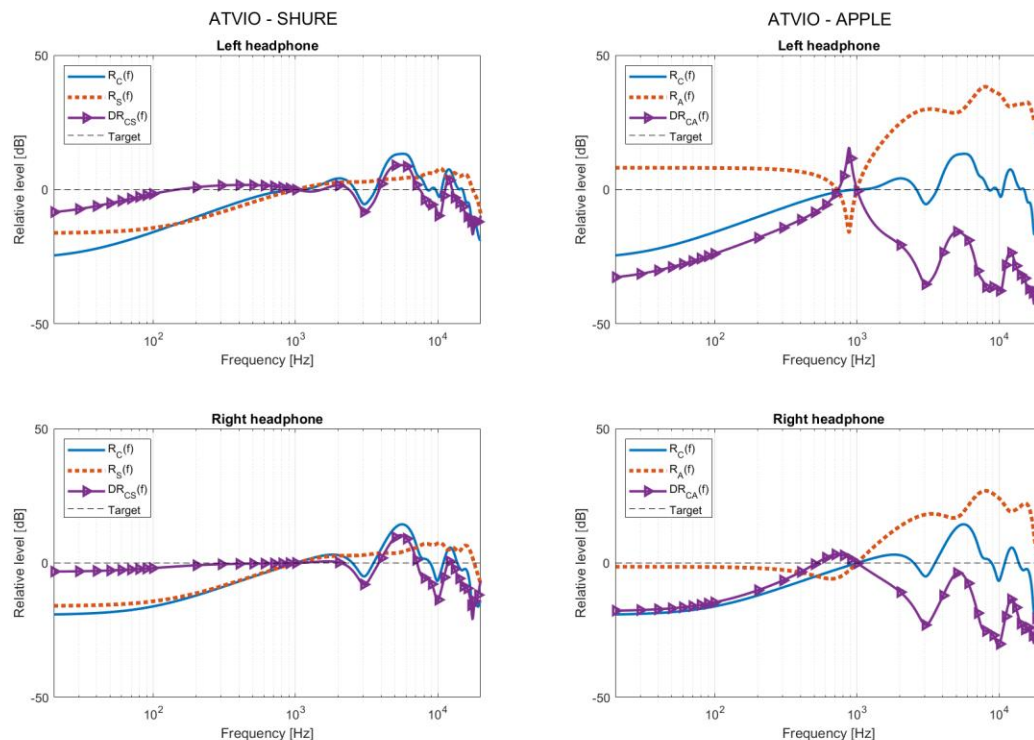 ATVIO - SHURE
Left headphone
50
0
-50
Relative level [dB]
R_C(f)
R_S(f)
DR_CS(f)
Target
10^2
10^3
10^4
Frequency [Hz]
ATVIO - APPLE
Left headphone
50
0
-50
Relative level [dB]
R_C(f)
R_A(f)
DR_CA(f)
Target
10^2
10^3
10^4
Frequency [Hz]
Right headphone
50
0
-50
Relative level [dB]
R_C(f)
R_S(f)
DR_CS(f)
Target
10^2
10^3
10^4
Frequency [Hz]
Right headphone
50
0
-50
Relative level [dB]
R_C(f)
R_A(f)
DR_CA(f)
Target
10^2
10^3
10^4
Frequency [Hz]